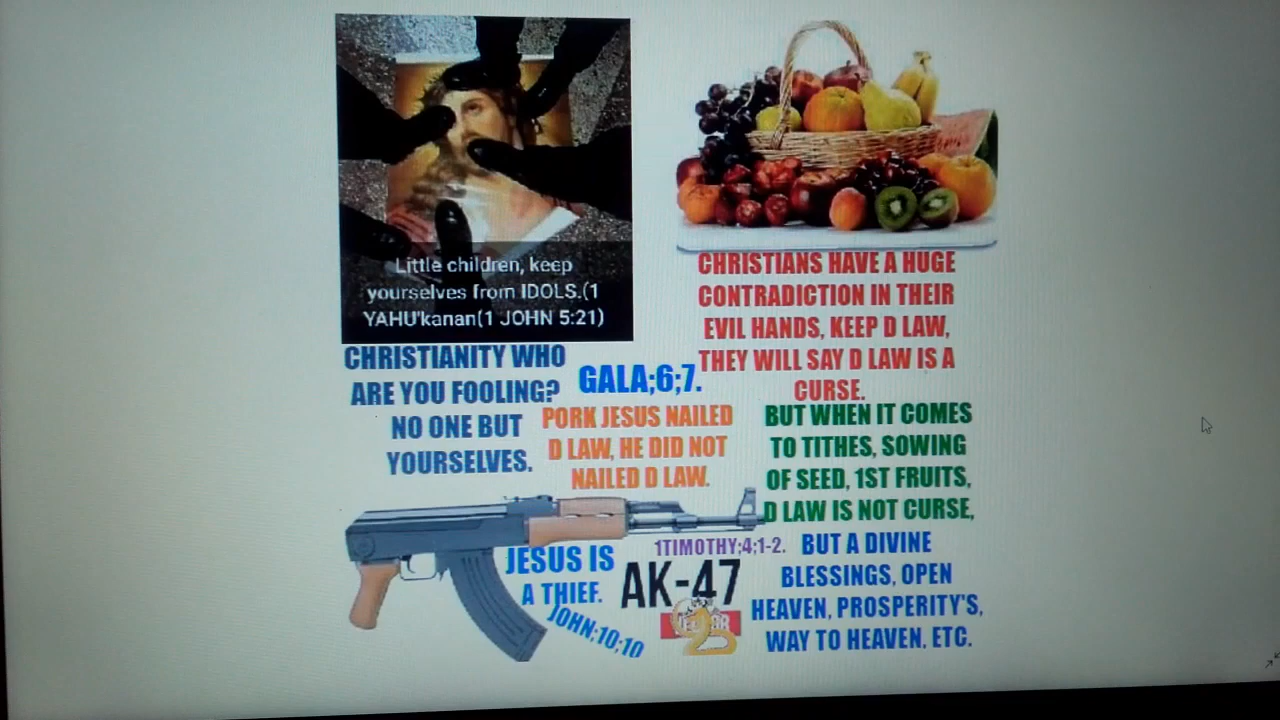 Little children, keep
yourselves from IDOLS.(1
YAHU'kanan(1 JOHN 5:21)
CHRISTIANITY WHO
ARE YOU FOOLING?
NO ONE BUT
YOURSELVES.
GALA;6;7.
PORK JESUS NAILED
D LAW, HE DID NOT
NAILED D LAW.
CHRISTIANS HAVE A HUGE
CONTRADICTION IN THEIR
EVIL HANDS, KEEP D LAW,
THEY WILL SAY D LAW IS A
CURSE.
BUT WHEN IT COMES
TO TITHES, SOWING
OF SEED, 1ST FRUITS,
D LAW IS NOT CURSE,
BUT A DIVINE
BLESSINGS, OPEN
HEAVEN, PROSPERITY'S,
WAY TO HEAVEN. ETC.
1TIMOTHY;4;1-2.
JESUS IS
A THIEF.
JOHN;10;10
AK-47